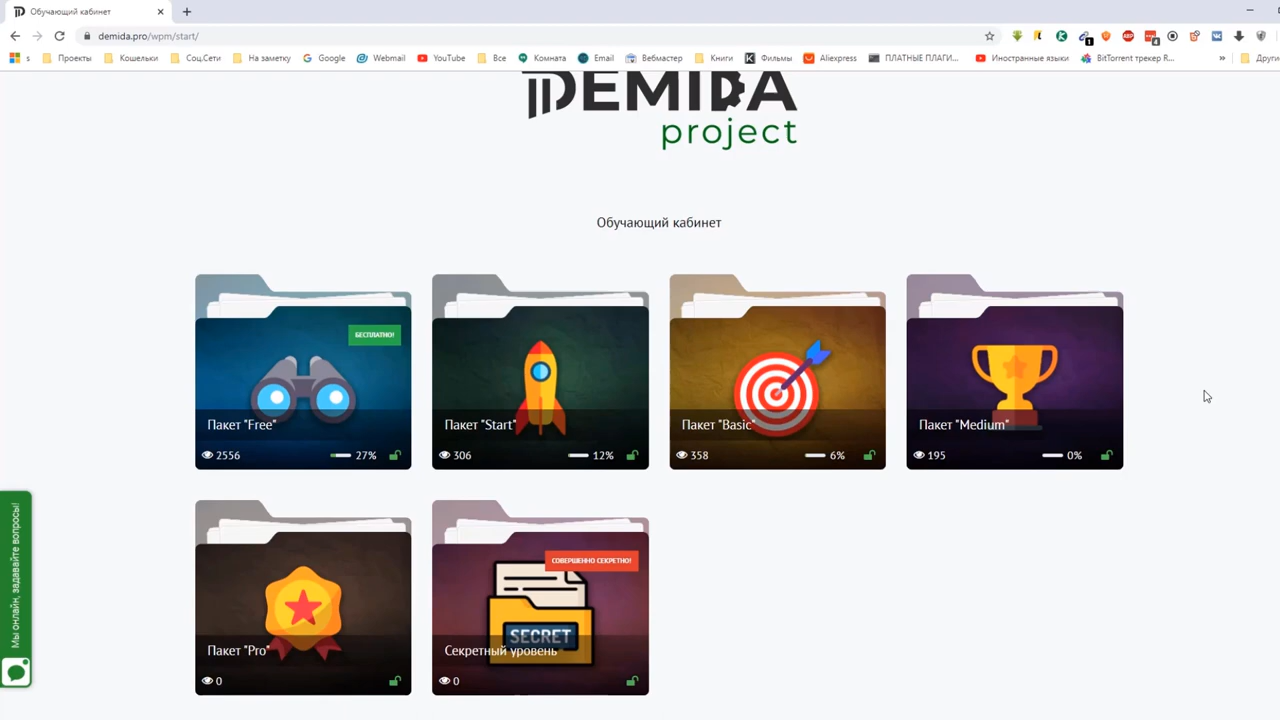 Обучающий кабинет
demida.pro/wpm/start/
s
Проекты
Кошельки
Соц.Сети
На заметку
Google
Webmail
YouTube
Все
Комната
Email
Вебмастер
Книги
Фильмы
Aliexpress
ПЛАТНЫЕ ПЛАГИ...
Иностранные языки
BitTorrent трекер R...
»
Други
DEMIDA
project
Обучающий кабинет
БЕСПЛАТНО!
Пакет "Free"
2556 27%
Пакет "Start"
306 12%
Пакет "Basic"
358 6%
Пакет "Medium"
195 0%
Пакет "Pro"
0
СОВЕРШЕННО СЕКРЕТНО!
SECRET
Секретный уровень
0
Мы онлайн, задавайте вопросы!